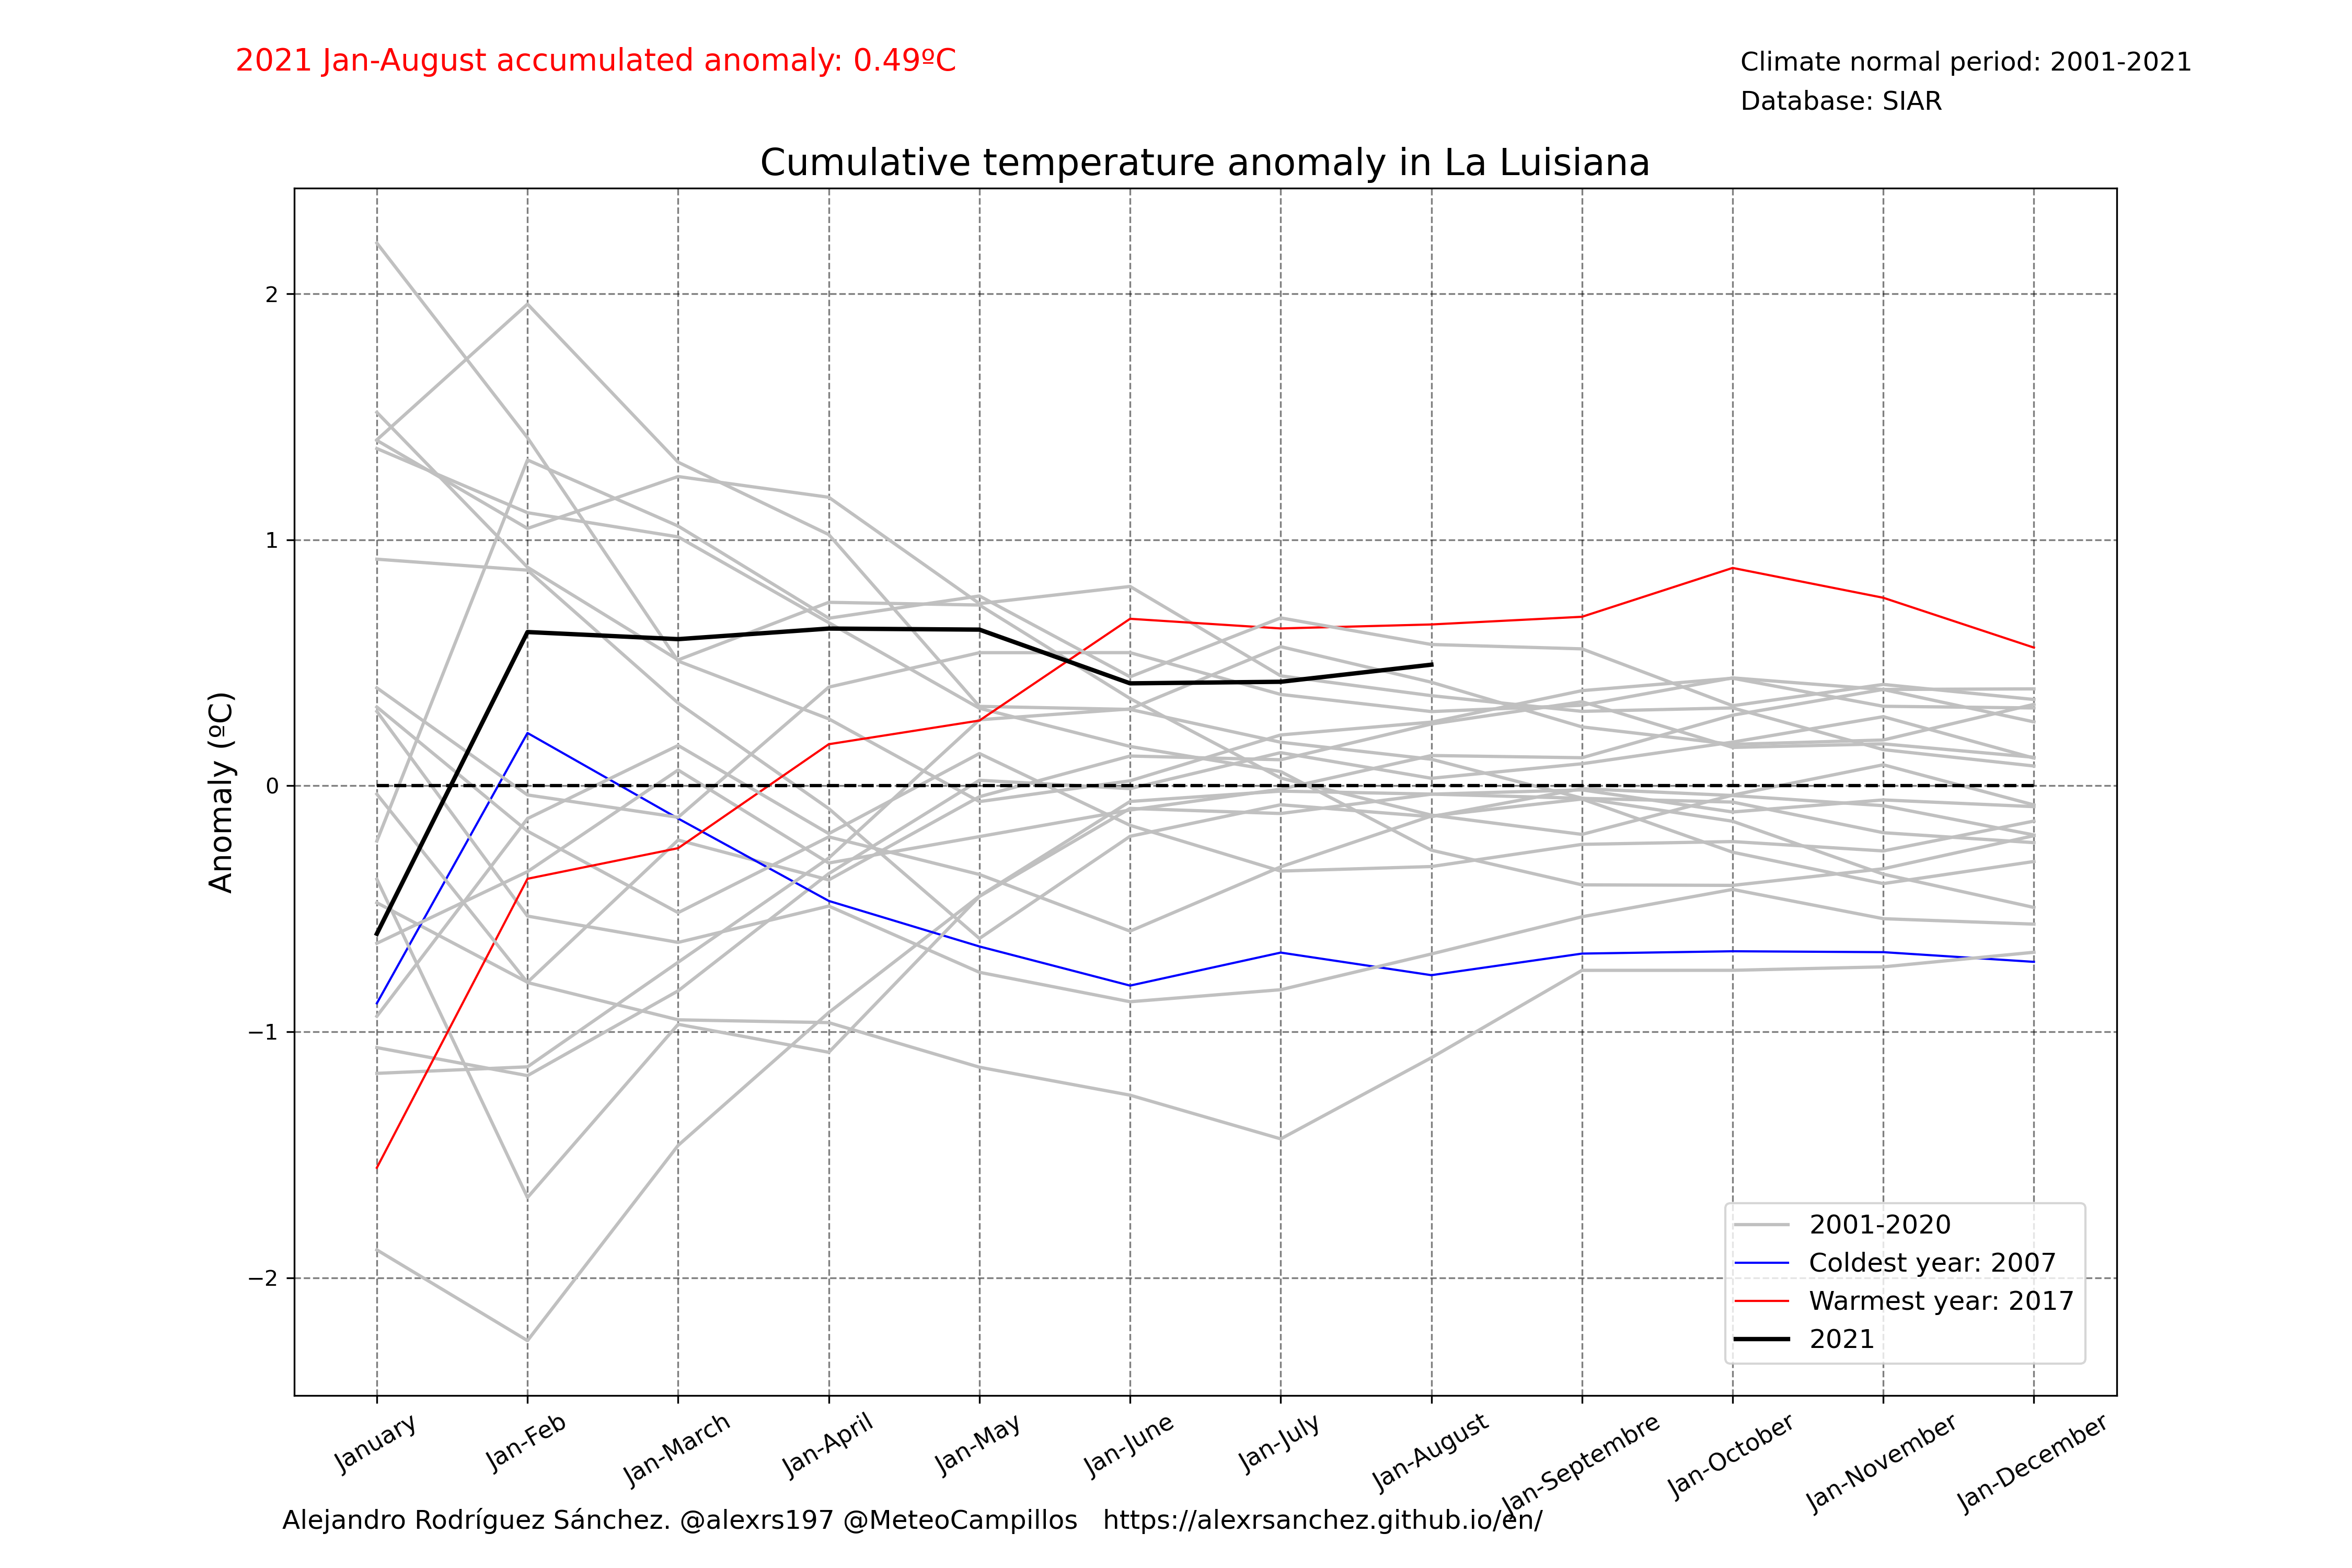 2021 Jan-August accumulated anomaly: 0.49ºC
Climate normal period: 2001-2021
Database: SIAR
Cumulative temperature anomaly in La Luisiana
Anomaly (ºC)
2
1
0
−1
−2
2001-2020
Coldest year: 2007
Warmest year: 2017
2021
January
Jan-Feb
Jan-March
Jan-April
Jan-May
Jan-June
Jan-July
Jan-August
Jan-Septembre
Jan-October
Jan-November
Jan-December
Alejandro Rodríguez Sánchez. @alexrs197 @MeteoCampillos https://alexrsanchez.github.io/en/